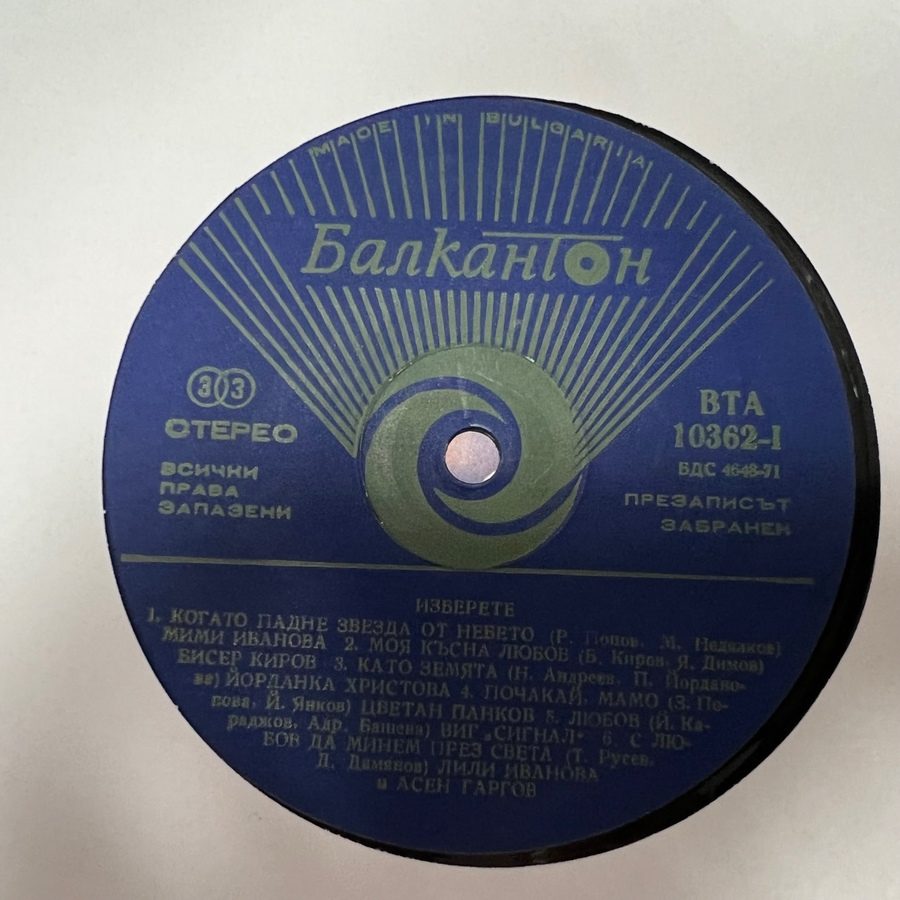 MADE IN BULGARIA
Балкантон
33
СТЕРЕО
ВСИЧКИ
ПРАВА
ЗАПАЗЕНИ
ВТА
10362-I
БДС 4648-71
ПРЕЗАПИСЪТ
ЗАБРАНЕН
ИЗБЕРЕТЕ
1. КОГАТО ПАДНЕ ЗВЕЗДА ОТ НЕБЕТО (Р. Попов, М. Недялков)
МИМИ ИВАНОВА 2. МОЯ КЪСНА ЛЮБОВ (Б. Киров, Я. Димов)
БИСЕР КИРОВ 3. КАТО ЗЕМЯТА (Н. Андреев, П. Йордано-
ва) ЙОРДАНКА ХРИСТОВА 4. ПОЧАКАЙ, МАМО (З. По-
пова, Й. Янков) ЦВЕТАН ПАНКОВ 5. ЛЮБОВ (Й. Ка-
раджов, Адр. Башева) ВИГ „СИГНАЛ" 6. С ЛЮ-
БОВ ДА МИНЕМ ПРЕЗ СВЕТА (Т. Русев,
Д. Дамянов) ЛИЛИ ИВАНОВА
и АСЕН ГАРГОВ